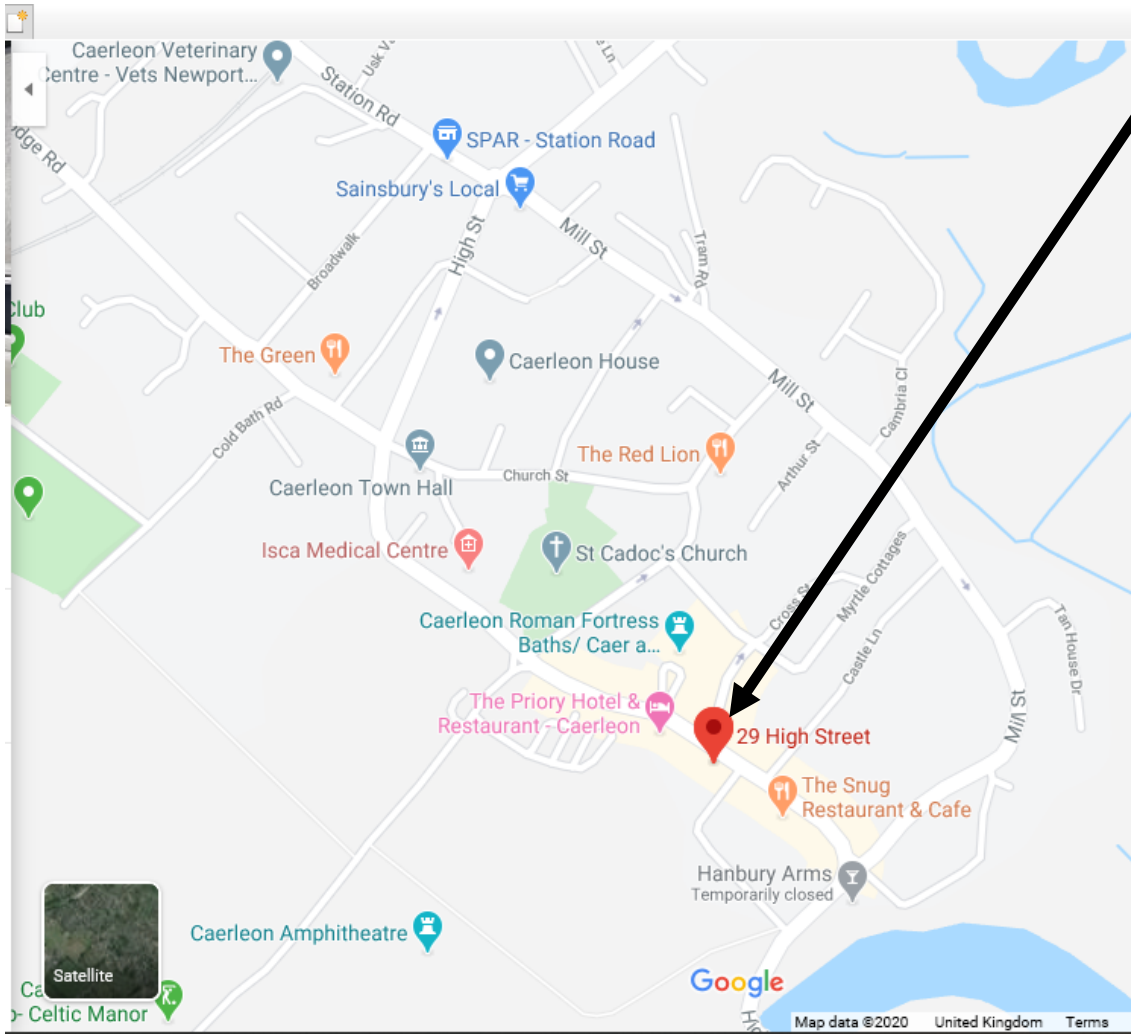 Caerleon Veterinary
Centre - Vets Newport...
Station Rd
SPAR - Station Road
Sainsbury's Local
High St
Mill St
Tram Rd
Broadwalk
Club
The Green
Caerleon House
Mill St
Cambria Cl
Cold Bath Rd
The Red Lion
Arthur St
Church St
Caerleon Town Hall
Isca Medical Centre
St Cadoc's Church
Myrtle Cottages
Cross St
Caerleon Roman Fortress
Baths/ Caer a...
Castle Ln
Tan House Dr
The Priory Hotel &
Restaurant - Caerleon
Mill St
29 High Street
The Snug
Restaurant & Cafe
Hanbury Arms
Temporarily closed
Caerleon Amphitheatre
Satellite
Celtic Manor
Google
Map data ©2020 United Kingdom Terms